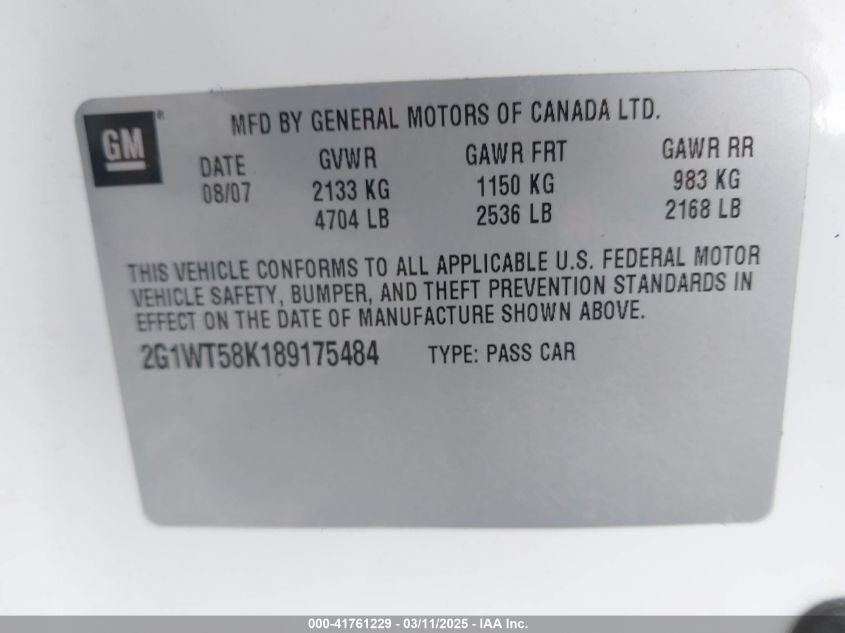 GM®
MFD BY GENERAL MOTORS OF CANADA LTD.
DATE GVWR GAWR FRT GAWR RR
08/07 2133 KG 1150 KG 983 KG
4704 LB 2536 LB 2168 LB
THIS VEHICLE CONFORMS TO ALL APPLICABLE U.S. FEDERAL MOTOR
VEHICLE SAFETY, BUMPER, AND THEFT PREVENTION STANDARDS IN
EFFECT ON THE DATE OF MANUFACTURE SHOWN ABOVE.
2G1WT58K189175484 TYPE: PASS CAR
000-41761229 - 03/11/2025 - IAA Inc.